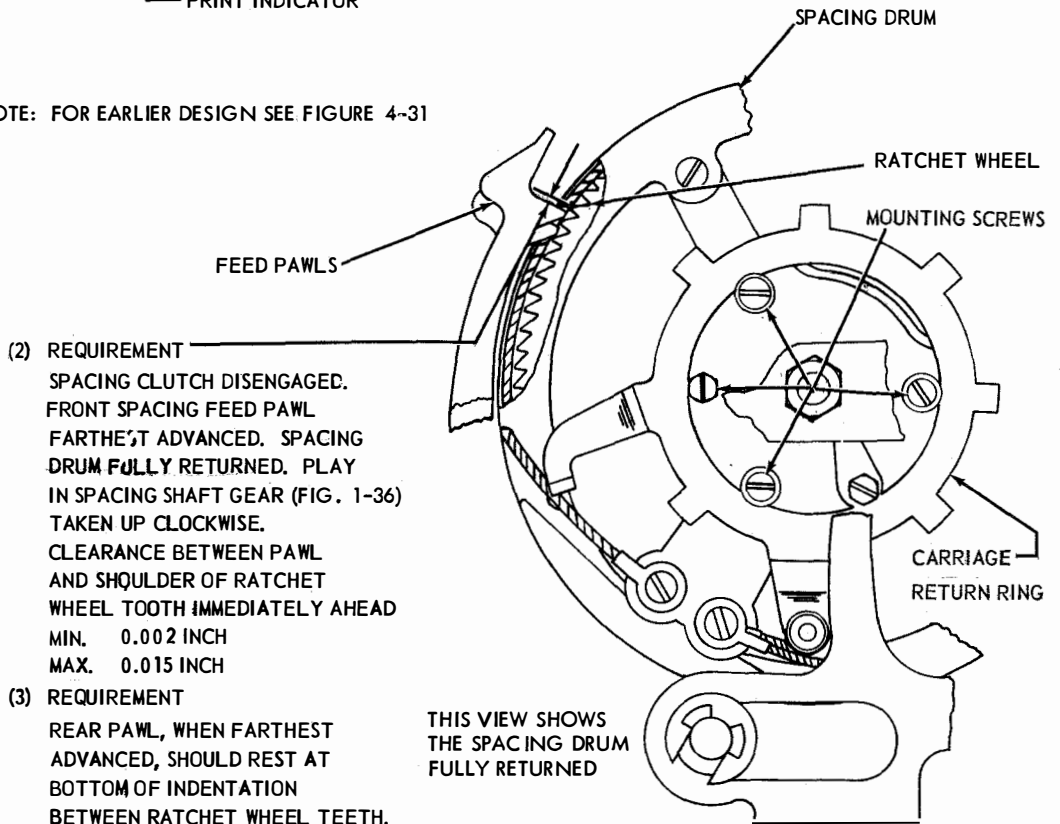 PRINT INDICATOR
SPACING DRUM
OTE: FOR EARLIER DESIGN SEE FIGURE 4-31
RATCHET WHEEL
MOUNTING SCREWS
FEED PAWLS
(2) REQUIREMENT
SPACING CLUTCH DISENGAGED.
FRONT SPACING FEED PAWL
FARTHEST ADVANCED. SPACING
DRUM FULLY RETURNED. PLAY
IN SPACING SHAFT GEAR (FIG. 1-36)
TAKEN UP CLOCKWISE.
CLEARANCE BETWEEN PAWL
AND SHOULDER OF RATCHET
WHEEL TOOTH IMMEDIATELY AHEAD
MIN. 0.002 INCH
MAX. 0.015 INCH
(3) REQUIREMENT
REAR PAWL, WHEN FARTHEST
ADVANCED, SHOULD REST AT
BOTTOM OF INDENTATION
BETWEEN RATCHET WHEEL TEETH.
CARRIAGE
RETURN RING
THIS VIEW SHOWS
THE SPACING DRUM
FULLY RETURNED